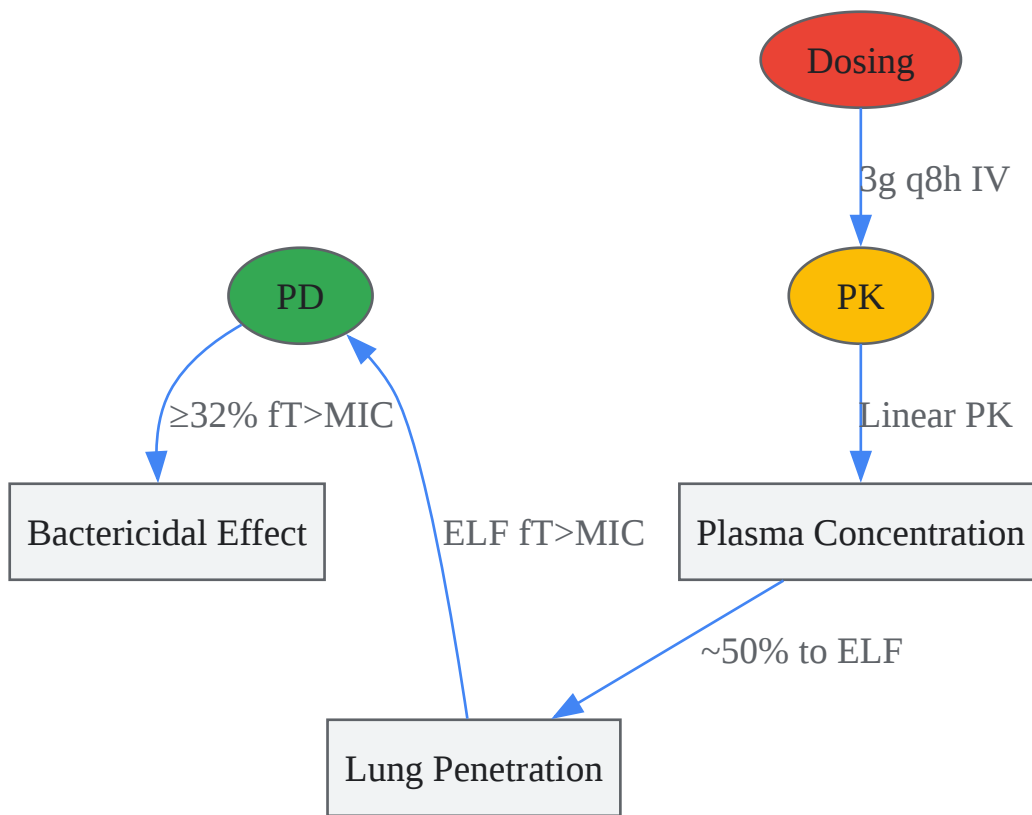 Dosing
3g q8h IV
PD
PK
≥32% fT>MIC
Linear PK
Bactericidal Effect
ELF fT>MIC
Plasma Concentration
~50% to ELF
Lung Penetration